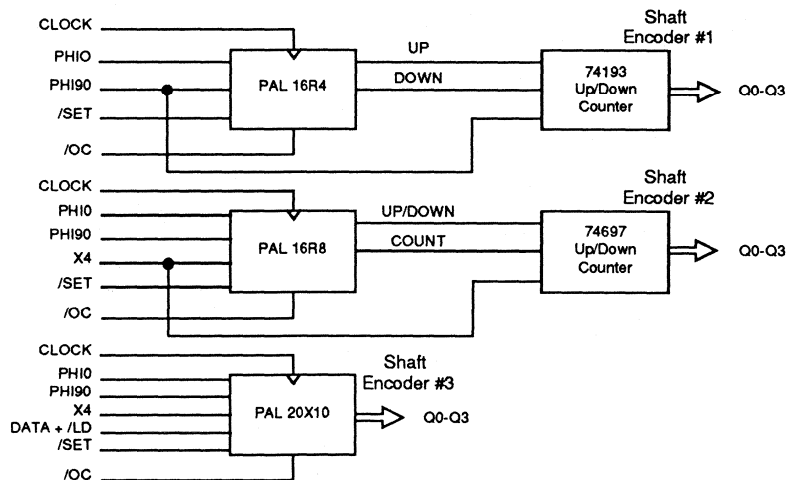 Shaft
Encoder #1
CLOCK
PHIO
PHI90
/SET
/OC
PAL 16R4
UP
DOWN
74193
Up/Down
Counter
Q0-Q3
Shaft
Encoder #2
CLOCK
PHI0
PHI90
X4
/SET
/OC
PAL 16R8
UP/DOWN
COUNT
74697
Up/Down
Counter
Q0-Q3
Shaft
Encoder #3
CLOCK
PHI0
PHI90
X4
DATA + /LD
/SET
/OC
PAL 20X10
Q0-Q3